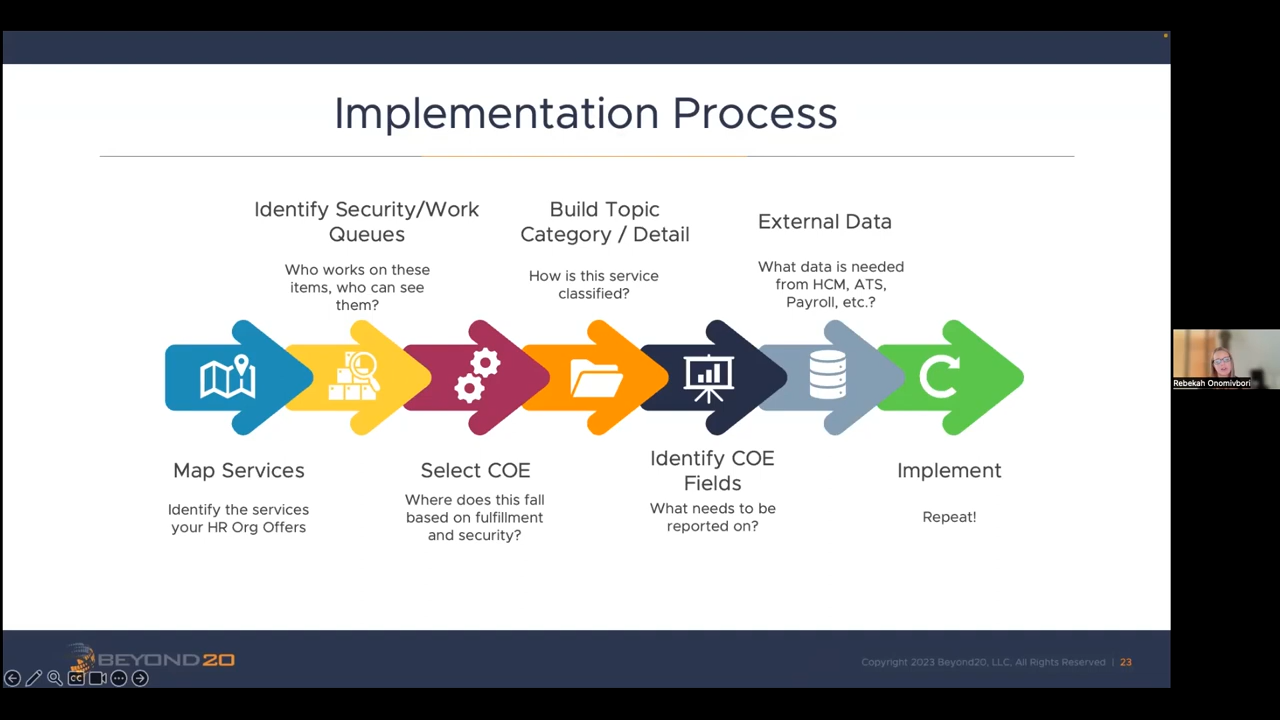 Implementation Process
Identify Security/Work
Queues
Who works on these
items, who can see
them?
Build Topic
Category / Detail
How is this service
classified?
External Data
What data is needed
from HCM, ATS,
Payroll, etc.?
Map Services
Identify the services
your HR Org Offers
Select COE
Where does this fall
based on fulfillment
and security?
Identify COE
Fields
What needs to be
reported on?
Implement
Repeat!
Rebekah Onomivbori
BEYOND20
Copyright 2023 Beyond20, LLC, All Rights Reserved | 23
CC